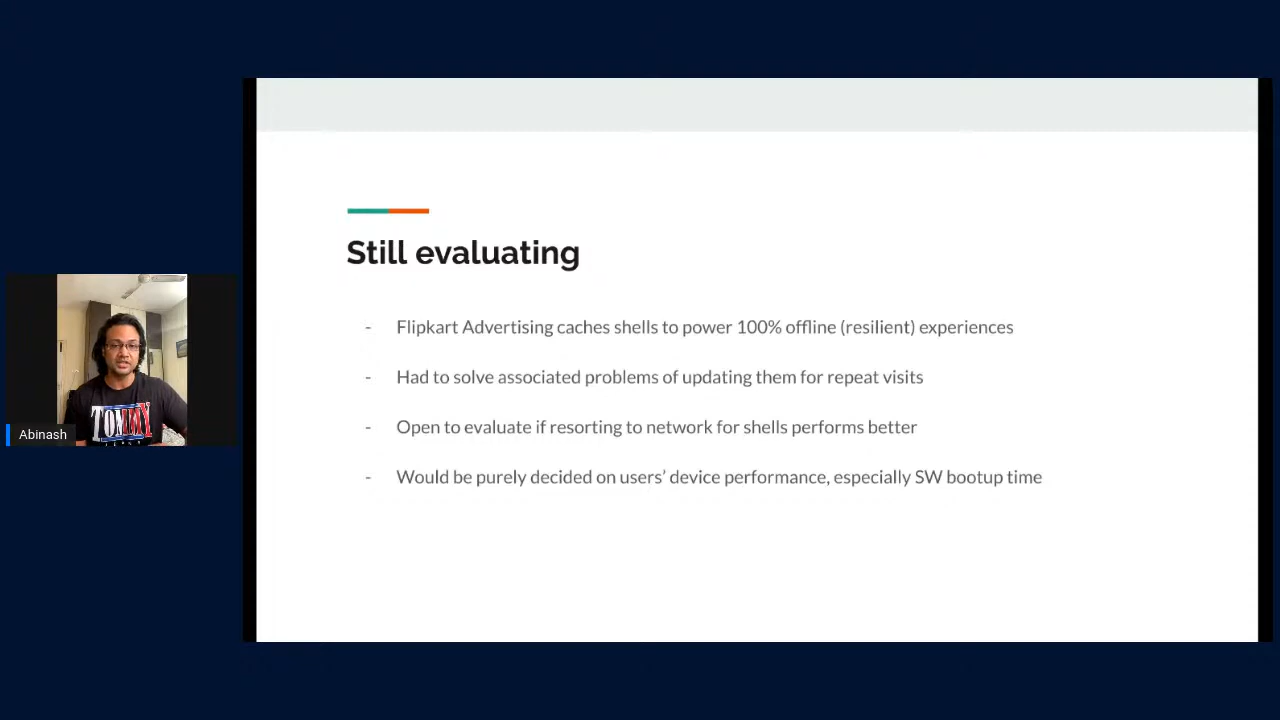 Still evaluating
- Flipkart Advertising caches shells to power 100% offline (resilient) experiences
- Had to solve associated problems of updating them for repeat visits
- Open to evaluate if resorting to network for shells performs better
- Would be purely decided on users’ device performance, especially SW bootup time
TOMMY
Abinash